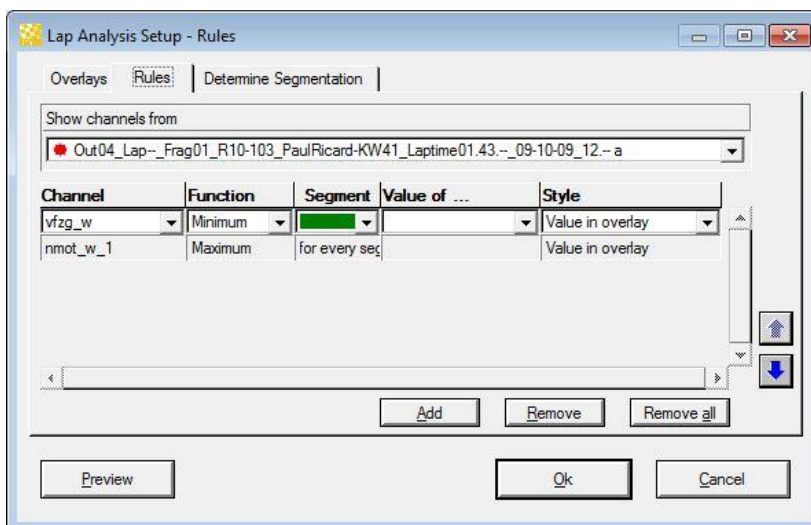 Lap Analysis Setup - Rules
Overlays Rules Determine Segmentation
Show channels from
Out04_Lap--_Frag01_R10-103_PaulRicard-KW41_Laptime01.43.--_09-10-09_12.-- a
Channel Function Segment Value of ... Style
vfzg_w Minimum Value in overlay
nmot_w_1 Maximum for every seg Value in overlay
Add Remove Remove all
Preview Ok Cancel